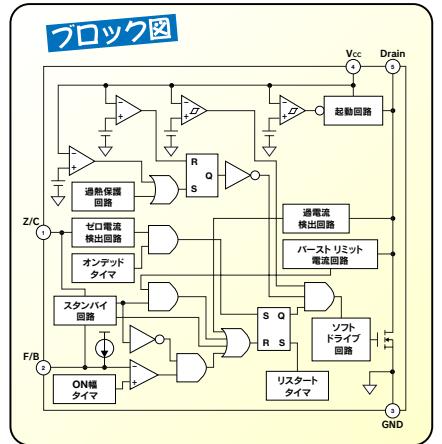 ブロック図
Vcc
Drain
4
5
起動回路
R
Q
S
過熱保護
回路
Z/C
1
ゼロ電流
検出回路
過電流
検出回路
オンデッド
タイマ
バースト リミット
電流回路
スタンバイ
回路
S Q
R S
ソフト
ドライブ
回路
F/B
2
ON幅
タイマ
リスタート
タイマ
3
GND